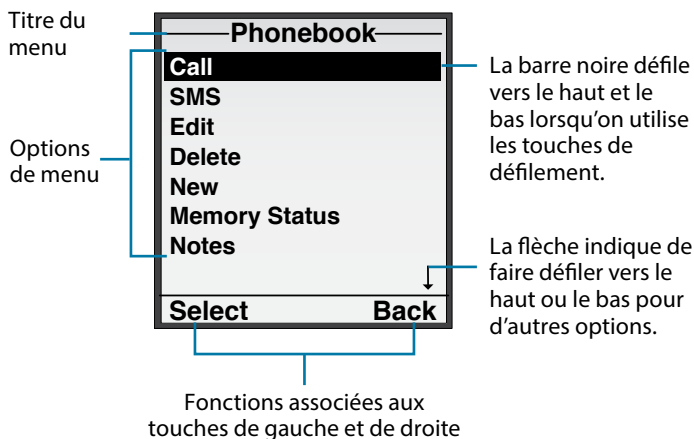 Titre du
menu
Phonebook
Call
SMS
Edit
Delete
New
Memory Status
Notes
Select Back
Options
de menu
La barre noire défile
vers le haut et le
bas lorsqu'on utilise
les touches de
défilement.
La flèche indique de
faire défiler vers le
haut ou le bas pour
d'autres options.
Fonctions associées aux
touches de gauche et de droite